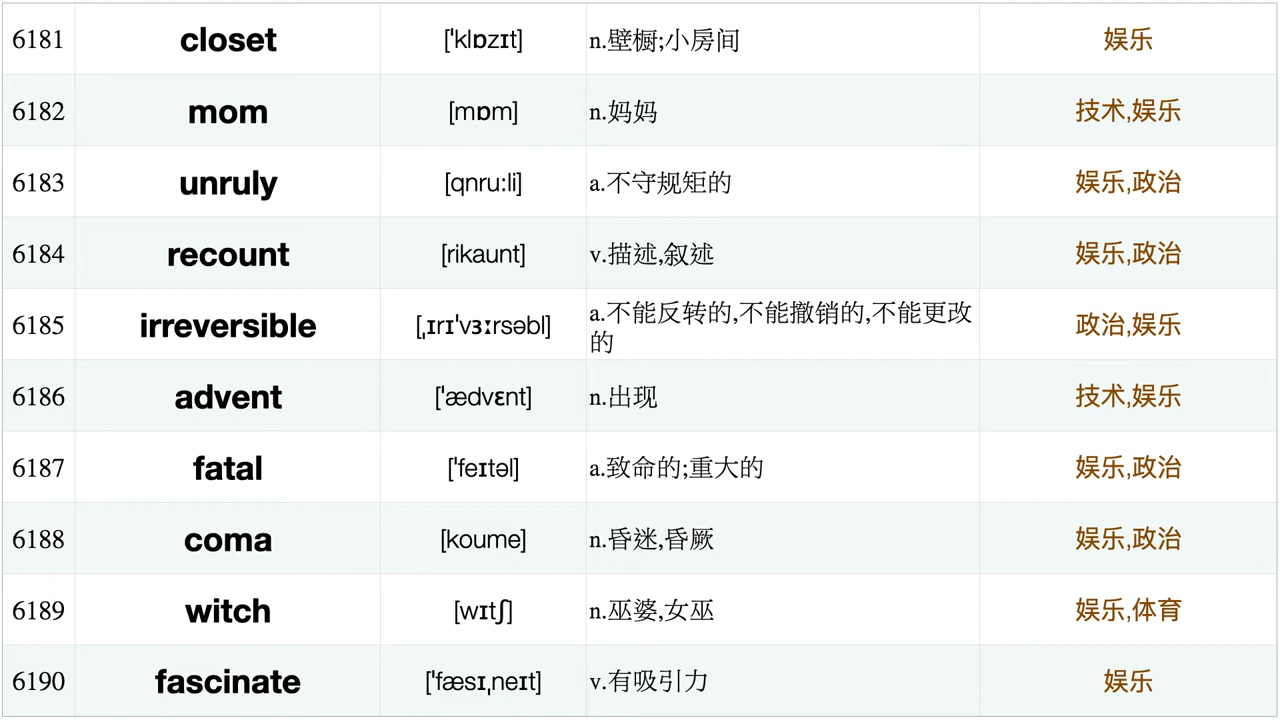 6181 closet ['klɒzɪt] n.壁橱;小房间 娱乐
6182 mom [mɒm] n.妈妈 技术,娱乐
6183 unruly [qnru:li] a.不守规矩的 娱乐,政治
6184 recount [rikaunt] v.描述,叙述 娱乐,政治
6185 irreversible [ˌɪrɪˈvɜːrsəbl] a.不能反转的,不能撤销的,不能更改
的 政治,娱乐
6186 advent ['ædvɛnt] n.出现 技术,娱乐
6187 fatal ['feɪtəl] a.致命的;重大的 娱乐,政治
6188 coma [koume] n.昏迷,昏厥 娱乐,政治
6189 witch [wɪtʃ] n.巫婆,女巫 娱乐,体育
6190 fascinate ['fæsɪˌneɪt] v.有吸引力 娱乐